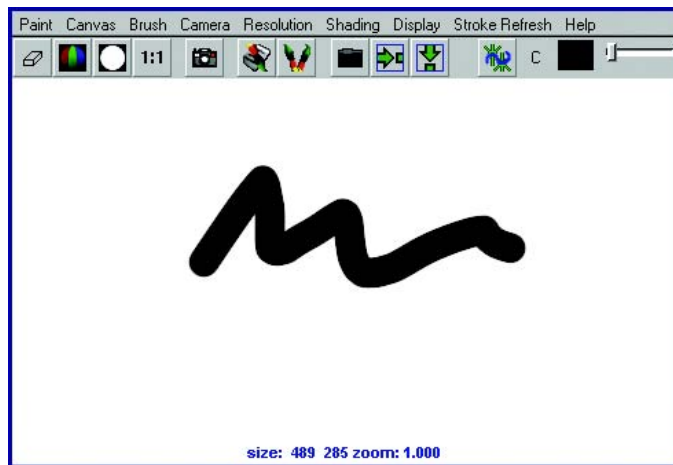 Paint Canvas Brush Camera Resolution Shading Display Stroke Refresh Help
1:1 C
size: 489 285 zoom: 1.000